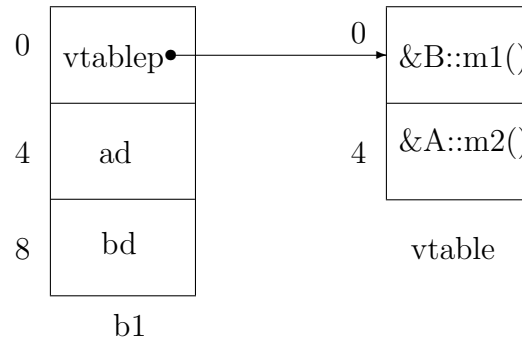 0
vtablep
0
&B::m1()
4
ad
4
&A::m2()
8
bd
vtable
b1